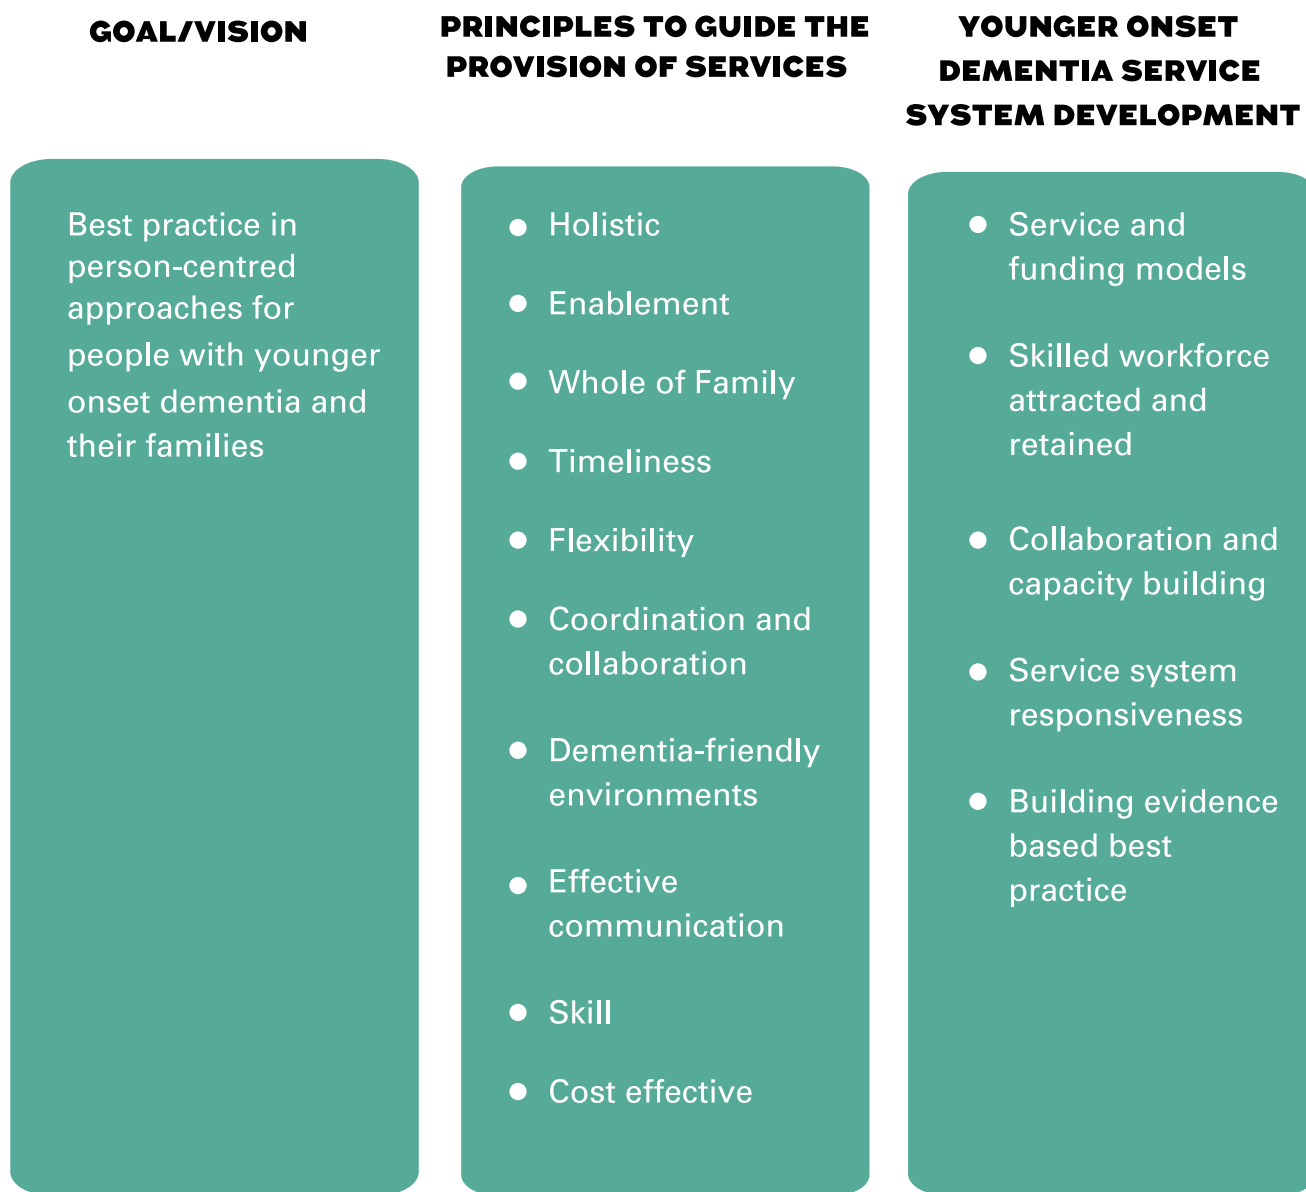 GOAL/VISION
Best practice in
person-centred
approaches for
people with younger
onset dementia and
their families
PRINCIPLES TO GUIDE THE
PROVISION OF SERVICES
Holistic
Enablement
Whole of Family
Timeliness
Flexibility
Coordination and
collaboration
Dementia-friendly
environments
Effective
communication
Skill
Cost effective
YOUNGER ONSET
DEMENTIA SERVICE
SYSTEM DEVELOPMENT
Service and
funding models
Skilled workforce
attracted and
retained
Collaboration and
capacity building
Service system
responsiveness
Building evidence
based best
practice